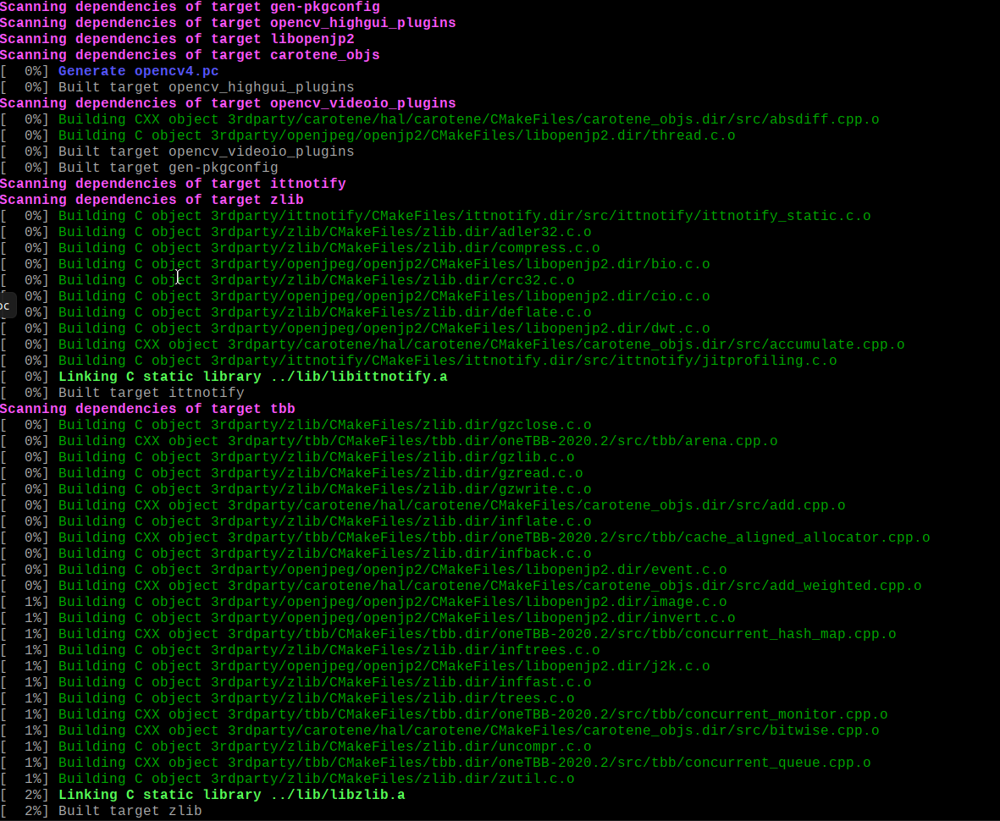 Scanning dependencies of target gen-pkgconfig
Scanning dependencies of target opencv_highgui_plugins
Scanning dependencies of target libopenjp2
Scanning dependencies of target carotene_objs
[  0%] Generate opencv4.pc
[  0%] Built target opencv_highgui_plugins
Scanning dependencies of target opencv_videoio_plugins
[  0%] Building CXX object 3rdparty/carotene/hal/carotene/CMakeFiles/carotene_objs.dir/src/absdiff.cpp.o
[  0%] Building C object 3rdparty/openjpeg/openjp2/CMakeFiles/libopenjp2.dir/thread.c.o
[  0%] Built target opencv_videoio_plugins
[  0%] Built target gen-pkgconfig
Scanning dependencies of target ittnotify
Scanning dependencies of target zlib
[  0%] Building C object 3rdparty/ittnotify/CMakeFiles/ittnotify.dir/src/ittnotify/ittnotify_static.c.o
[  0%] Building C object 3rdparty/zlib/CMakeFiles/zlib.dir/adler32.c.o
[  0%] Building C object 3rdparty/zlib/CMakeFiles/zlib.dir/compress.c.o
[  0%] Building C object 3rdparty/openjpeg/openjp2/CMakeFiles/libopenjp2.dir/bio.c.o
[  0%] Building C object 3rdparty/zlib/CMakeFiles/zlib.dir/crc32.c.o
[  0%] Building C object 3rdparty/openjpeg/openjp2/CMakeFiles/libopenjp2.dir/cio.c.o
oc
[  0%] Building C object 3rdparty/zlib/CMakeFiles/zlib.dir/deflate.c.o
[  0%] Building C object 3rdparty/openjpeg/openjp2/CMakeFiles/libopenjp2.dir/dwt.c.o
[  0%] Building CXX object 3rdparty/carotene/hal/carotene/CMakeFiles/carotene_objs.dir/src/accumulate.cpp.o
[  0%] Building C object 3rdparty/ittnotify/CMakeFiles/ittnotify.dir/src/ittnotify/jitprofiling.c.o
[  0%] Linking C static library ../lib/libittnotify.a
[  0%] Built target ittnotify
Scanning dependencies of target tbb
[  0%] Building C object 3rdparty/zlib/CMakeFiles/zlib.dir/gzclose.c.o
[  0%] Building CXX object 3rdparty/tbb/CMakeFiles/tbb.dir/oneTBB-2020.2/src/tbb/arena.cpp.o
[  0%] Building C object 3rdparty/zlib/CMakeFiles/zlib.dir/gzlib.c.o
[  0%] Building C object 3rdparty/zlib/CMakeFiles/zlib.dir/gzread.c.o
[  0%] Building C object 3rdparty/zlib/CMakeFiles/zlib.dir/gzwrite.c.o
[  0%] Building CXX object 3rdparty/carotene/hal/carotene/CMakeFiles/carotene_objs.dir/src/add.cpp.o
[  0%] Building C object 3rdparty/zlib/CMakeFiles/zlib.dir/inflate.c.o
[  0%] Building CXX object 3rdparty/tbb/CMakeFiles/tbb.dir/oneTBB-2020.2/src/tbb/cache_aligned_allocator.cpp.o
[  0%] Building C object 3rdparty/zlib/CMakeFiles/zlib.dir/infback.c.o
[  0%] Building C object 3rdparty/openjpeg/openjp2/CMakeFiles/libopenjp2.dir/event.c.o
[  0%] Building CXX object 3rdparty/carotene/hal/carotene/CMakeFiles/carotene_objs.dir/src/add_weighted.cpp.o
[  1%] Building C object 3rdparty/openjpeg/openjp2/CMakeFiles/libopenjp2.dir/image.c.o
[  1%] Building C object 3rdparty/openjpeg/openjp2/CMakeFiles/libopenjp2.dir/invert.c.o
[  1%] Building CXX object 3rdparty/tbb/CMakeFiles/tbb.dir/oneTBB-2020.2/src/tbb/concurrent_hash_map.cpp.o
[  1%] Building C object 3rdparty/zlib/CMakeFiles/zlib.dir/inftrees.c.o
[  1%] Building C object 3rdparty/openjpeg/openjp2/CMakeFiles/libopenjp2.dir/j2k.c.o
[  1%] Building C object 3rdparty/zlib/CMakeFiles/zlib.dir/inffast.c.o
[  1%] Building C object 3rdparty/zlib/CMakeFiles/zlib.dir/trees.c.o
[  1%] Building CXX object 3rdparty/tbb/CMakeFiles/tbb.dir/oneTBB-2020.2/src/tbb/concurrent_monitor.cpp.o
[  1%] Building CXX object 3rdparty/carotene/hal/carotene/CMakeFiles/carotene_objs.dir/src/bitwise.cpp.o
[  1%] Building C object 3rdparty/zlib/CMakeFiles/zlib.dir/uncompr.c.o
[  1%] Building CXX object 3rdparty/tbb/CMakeFiles/tbb.dir/oneTBB-2020.2/src/tbb/concurrent_queue.cpp.o
[  1%] Building C object 3rdparty/zlib/CMakeFiles/zlib.dir/zutil.c.o
[  2%] Linking C static library ../lib/libzlib.a
[  2%] Built target zlib